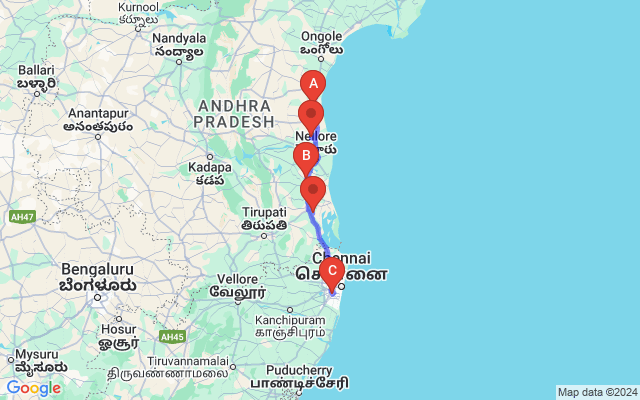 Kurnool
కర్నూలు
Nandyala
నంద్యాల
Ongole
ఒంగోలు
Ballari
ಬಳ್ಳಾರಿ
A
ANDHRA
PRADESH
Anantapur
అనంతపురం
Nellore
B
Kadapa
కడప
AH47
Tirupati
తిరుపతి
Chennai
C
Bengaluru
ಬೆಂಗಳೂರು
Vellore
வேலூர்
Kanchipuram
காஞ்சிபுரம்
Hosur
ஓசூர்
AH45
Mysuru
ಮೈಸೂರು
Tiruvannamalai
திருவண்ணாமலை
Puducherry
பாண்டிச்சேரி
Google
Map data ©2024